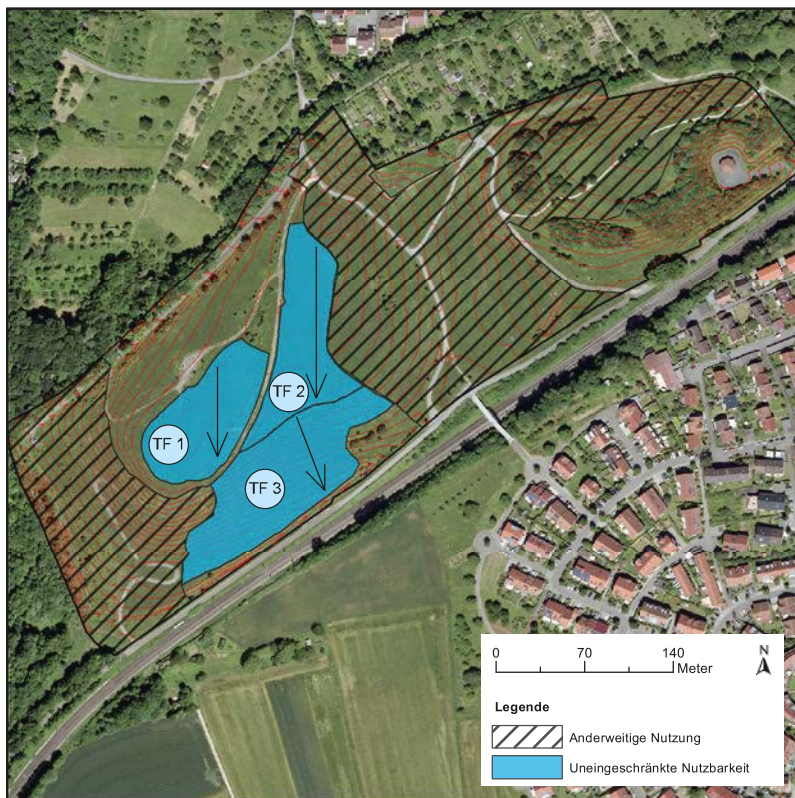 TF 1
TF 2
TF 3
0 70 140
Meter
N
Legende
Anderweitige Nutzung
Uneingeschränkte Nutzbarkeit